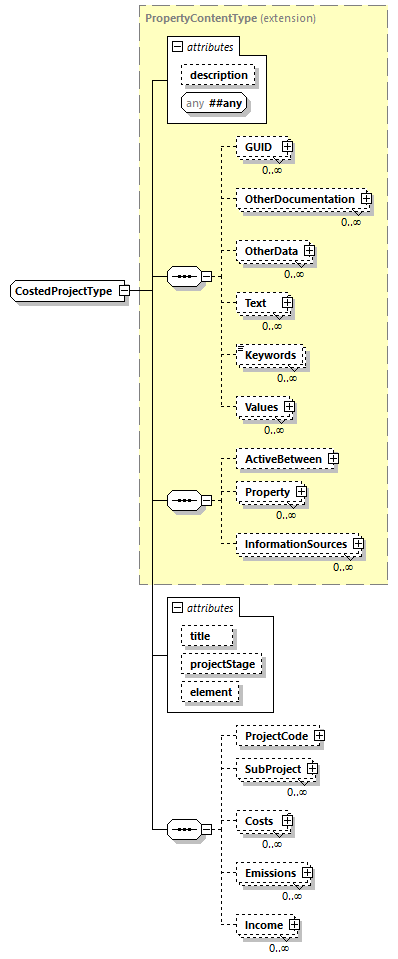 PropertyContentType (extension)
attributes
description
any ##any
GUID
0..∞
OtherDocumentation
0..∞
OtherData
0..∞
CostedProjectType
Text
0..∞
Keywords
0..∞
Values
0..∞
ActiveBetween
Property
0..∞
InformationSources
0..∞
attributes
title
projectStage
element
ProjectCode
SubProject
0..∞
Costs
0..∞
Emissions
0..∞
Income
0..∞